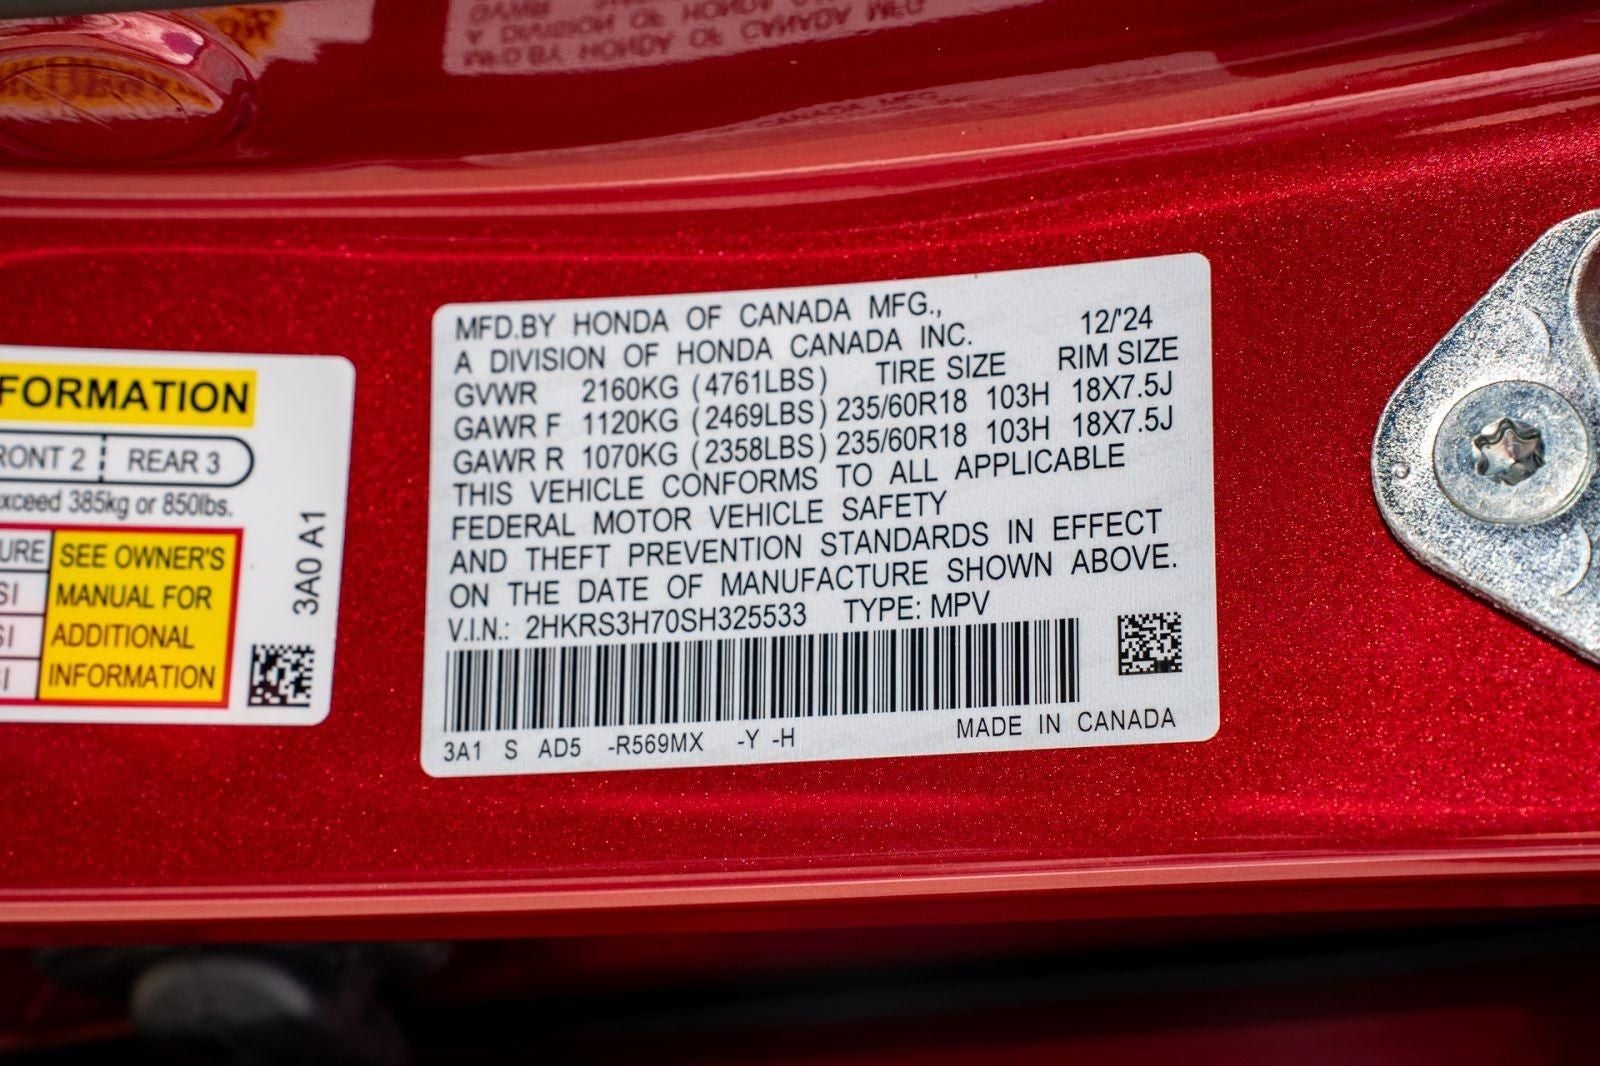 FORMATION
FRONT 2 REAR 3
exceed 385kg or 850lbs.
SEE OWNER'S
MANUAL FOR
ADDITIONAL
INFORMATION
3A0 A1
MFD.BY HONDA OF CANADA MFG.,
A DIVISION OF HONDA CANADA INC. 12/'24
GVWR 2160KG (4761LBS) TIRE SIZE RIM SIZE
GAWR F 1120KG (2469LBS) 235/60R18 103H 18X7.5J
GAWR R 1070KG (2358LBS) 235/60R18 103H 18X7.5J
THIS VEHICLE CONFORMS TO ALL APPLICABLE
FEDERAL MOTOR VEHICLE SAFETY
AND THEFT PREVENTION STANDARDS IN EFFECT
ON THE DATE OF MANUFACTURE SHOWN ABOVE.
V.I.N.: 2HKRS3H70SH325533 TYPE: MPV
3A1 S AD5 -R569MX -Y -H MADE IN CANADA